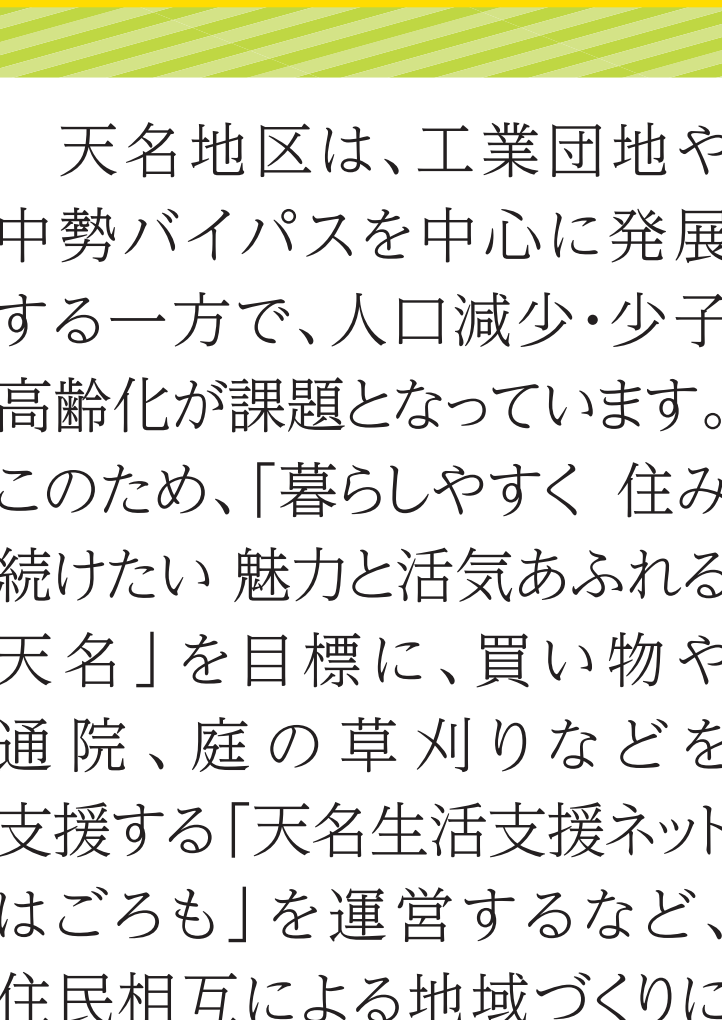 天名地区は、工業団地や
中勢バイパスを中心に発展
する一方で、人口減少・少子
高齢化が課題となっています。
このため、「暮らしやすく 住み
続けたい 魅力と活気あふれる
天名」を目標に、買い物や
通院、庭の草刈りなどを
支援する「天名生活支援ネット
はごろも」を運営するなど、
住民相互による地域づくりに